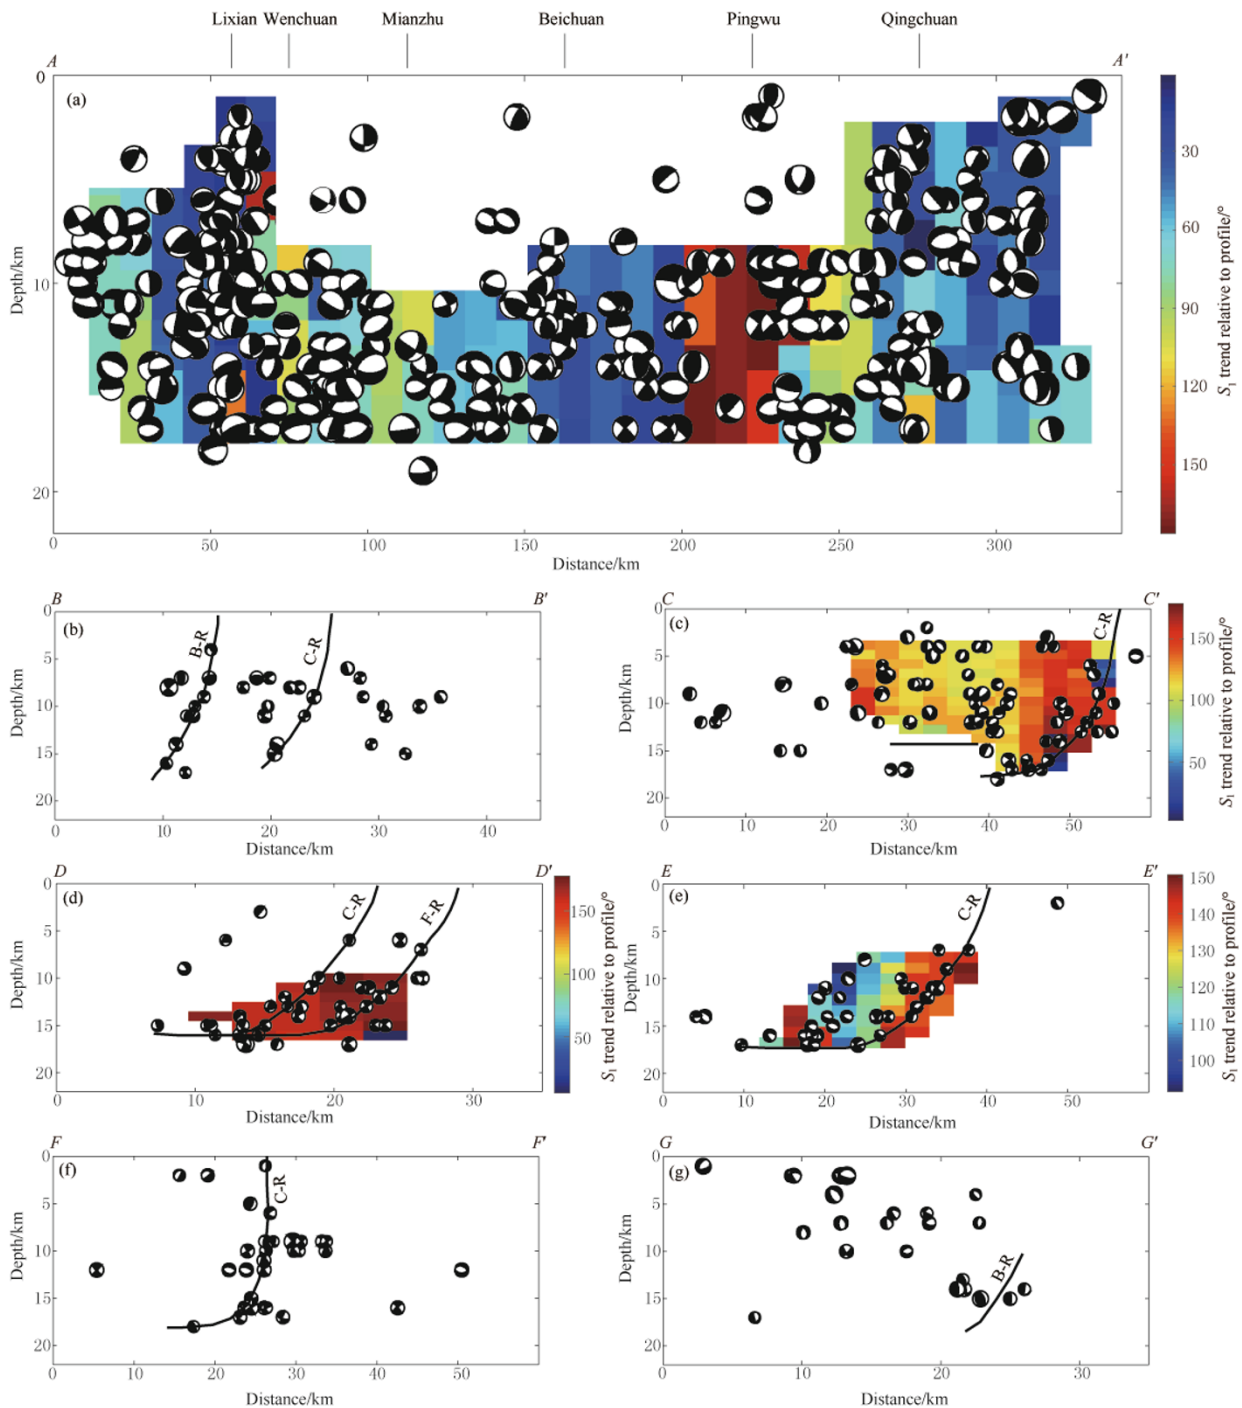 Lixian Wenchuan Mianzhu Beichuan Pingwu Qingchuan
A A'
(a)
0
10
20
Depth/km
0 50 100 150 200 250 300
Distance/km
30
60
90
120
150
S1 trend relative to profile/°
B B'
(b)
B-R
C-R
0
5
10
15
20
Depth/km
0 10 20 30 40
Distance/km
C C'
(c)
C-R
0
5
10
15
20
Depth/km
0 10 20 30 40 50
Distance/km
150
100
50
S1 trend relative to profile/°
D D'
(d)
C-R
F-R
0
5
10
15
20
Depth/km
0 10 20 30
Distance/km
150
100
50
S1 trend relative to profile/°
E E'
(e)
C-R
0
5
10
15
20
Depth/km
0 10 20 30 40 50
Distance/km
150
140
130
120
110
100
S1 trend relative to profile/°
F F'
(f)
C-R
0
5
10
15
20
Depth/km
0 10 20 30 40 50
Distance/km
G G'
(g)
B-R
0
5
10
15
20
Depth/km
0 10 20 30
Distance/km